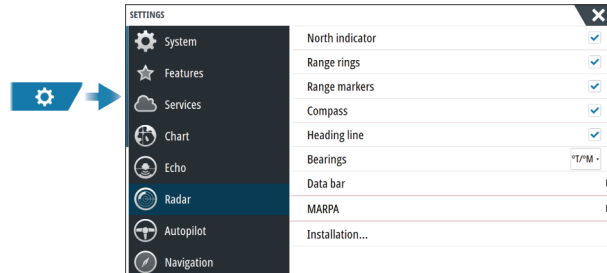 SETTINGS
System
Features
Services
Chart
Echo
Radar
Autopilot
Navigation
North indicator
Range rings
Range markers
Compass
Heading line
Bearings °T/°M
Data bar
MARPA
Installation...